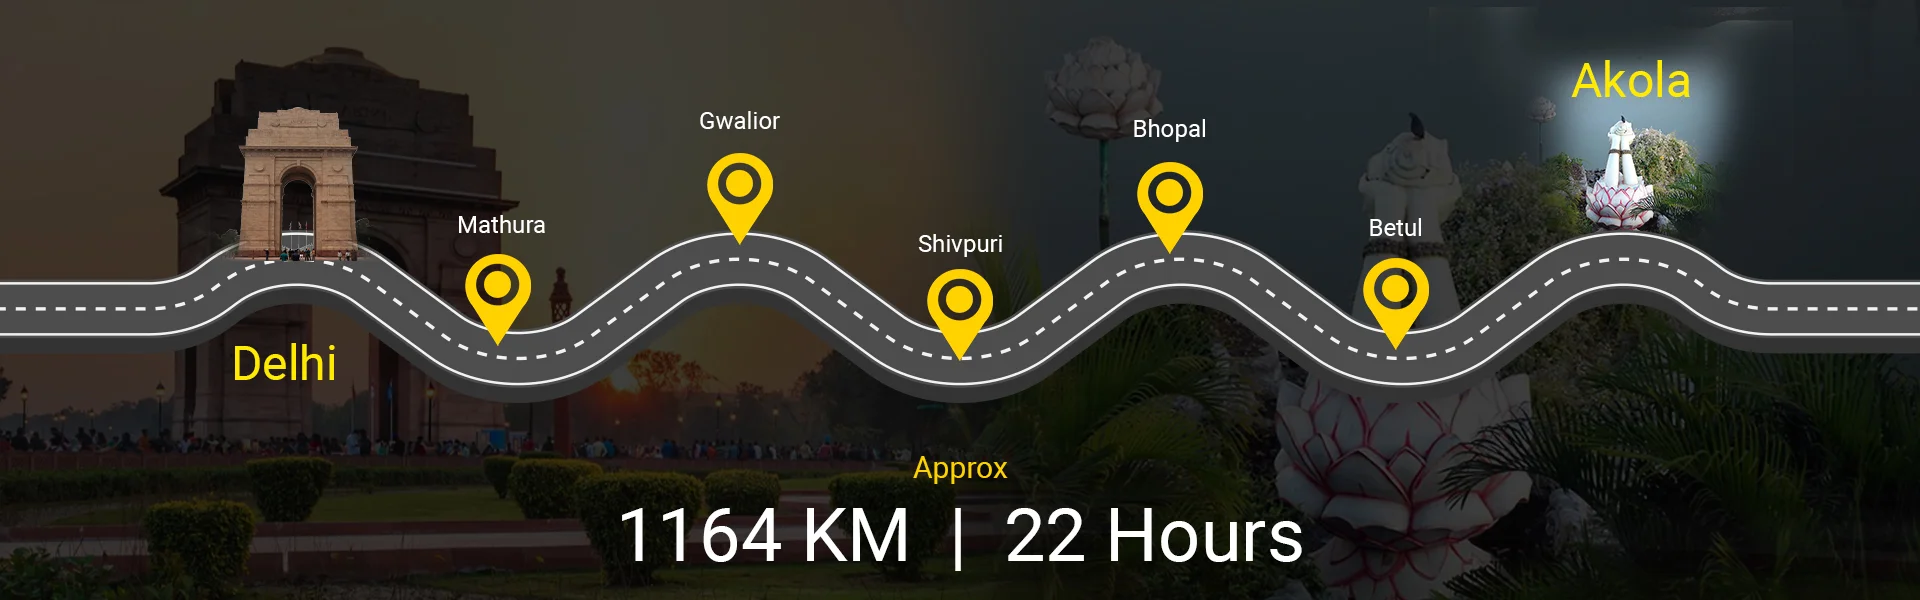 Akola
Gwalior
Bhopal
Mathura
Betul
Shivpuri
Delhi
Approx
1164 KM | 22 Hours